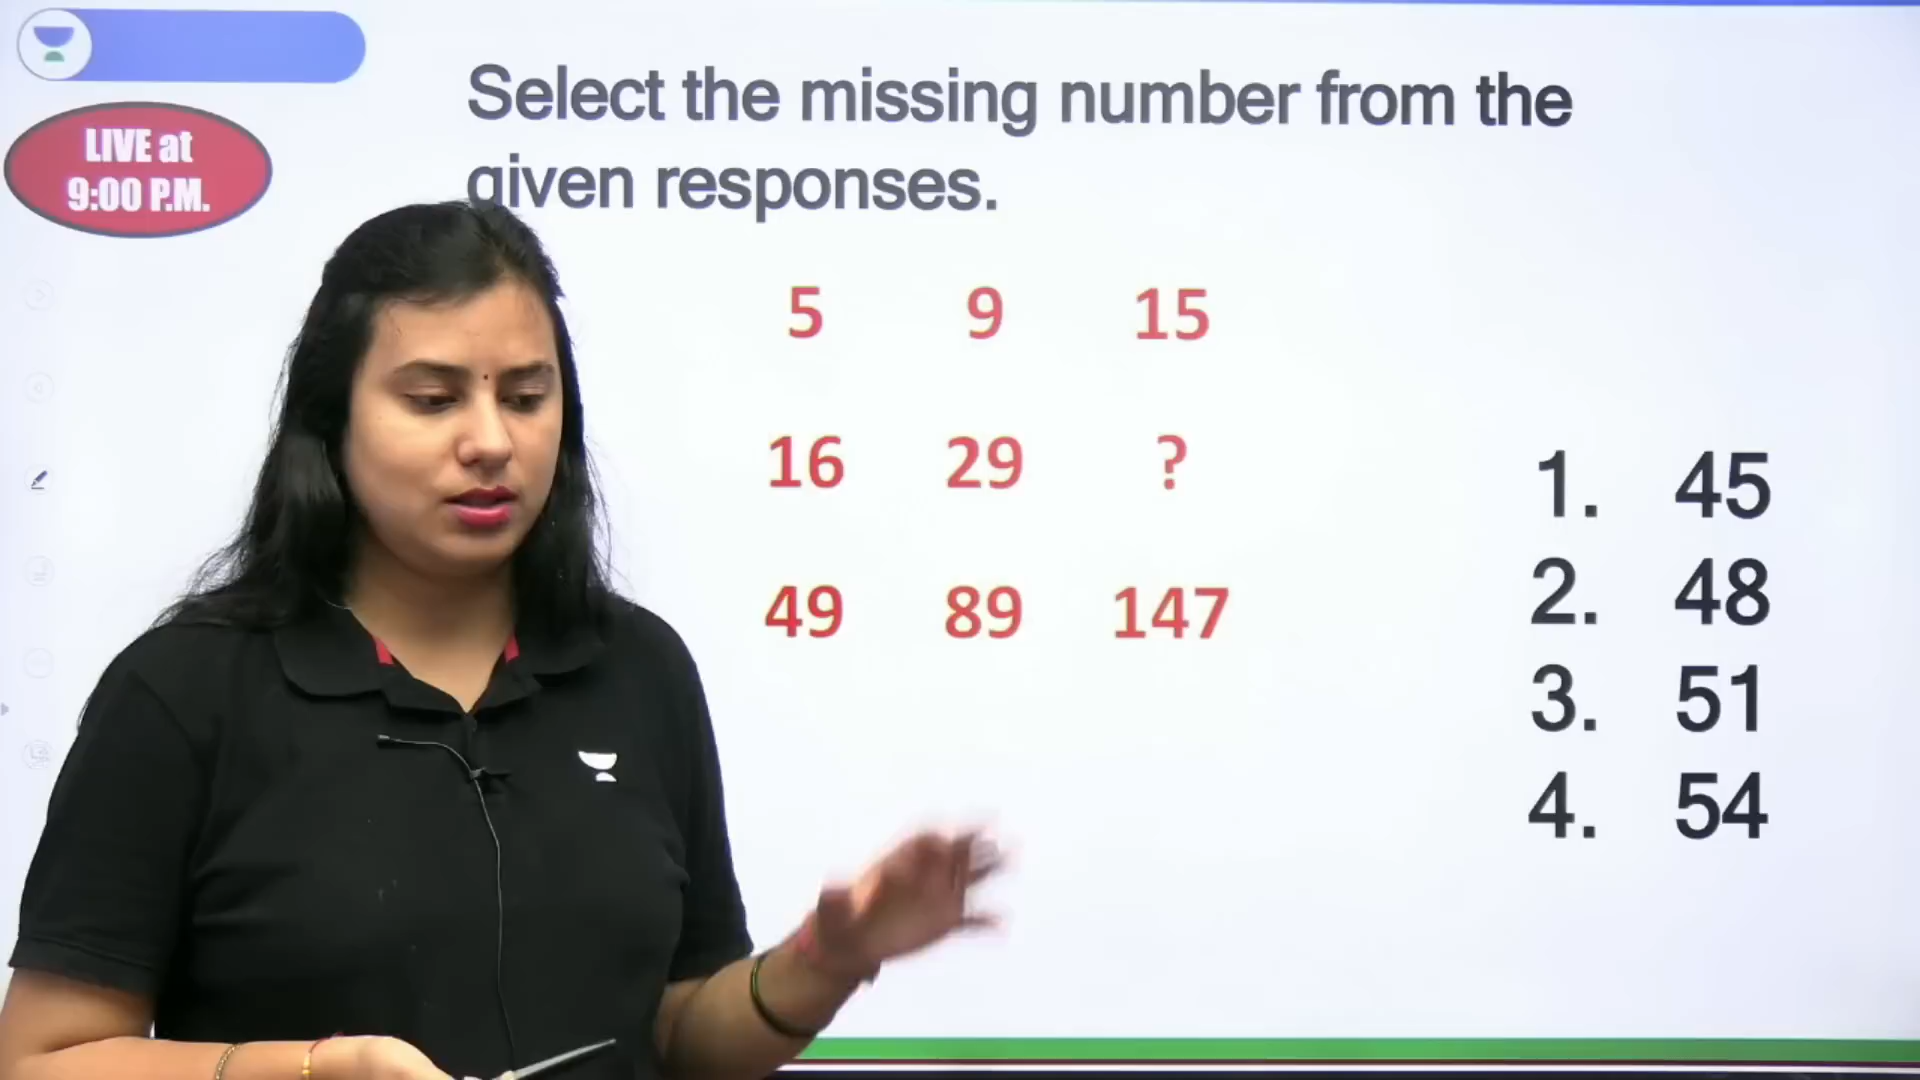 LIVE at
9:00 P.M.
Select the missing number from the
given responses.
5 9 15
16 29 ?
49 89 147
1. 45
2. 48
3. 51
4. 54